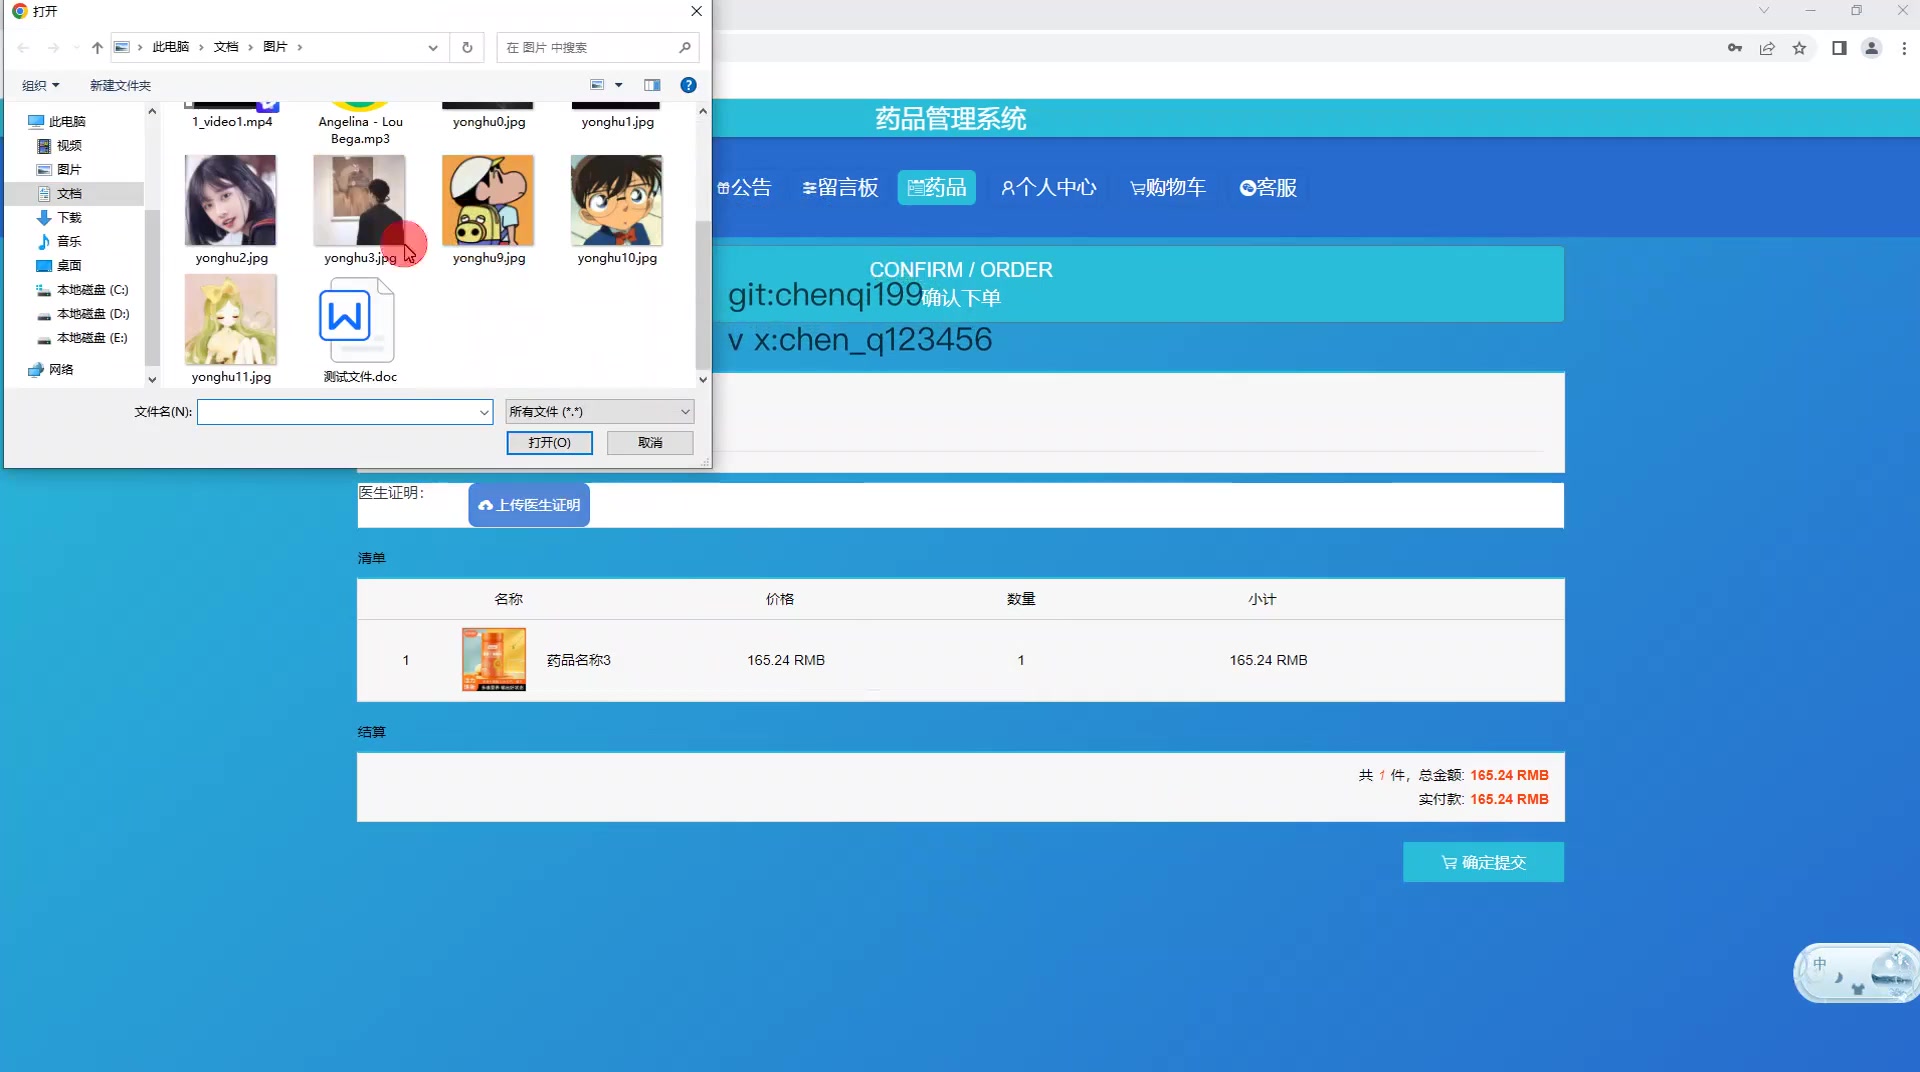 打开
此电脑 › 文档 › 图片 ›
在 图片 中搜索
组织
新建文件夹
此电脑
视频
图片
文档
下载
音乐
桌面
本地磁盘 (C:)
本地磁盘 (D:)
本地磁盘 (E:)
网络
1_video1.mp4
Angelina - Lou
Bega.mp3
yonghu0.jpg
yonghu1.jpg
yonghu2.jpg
yonghu3.jpg
yonghu9.jpg
yonghu10.jpg
yonghu11.jpg
测试文件.doc
文件名(N):
所有文件 (*.*)
打开(O)
取消
药品管理系统
公告
留言板
药品
个人中心
购物车
客服
CONFIRM / ORDER
git:chenqi199
确认下单
v x:chen_q123456
医生证明:
上传医生证明
清单
名称 价格 数量 小计
1 药品名称3 165.24 RMB 1 165.24 RMB
结算
共 1 件，总金额: 165.24 RMB
实付款: 165.24 RMB
确定提交
中